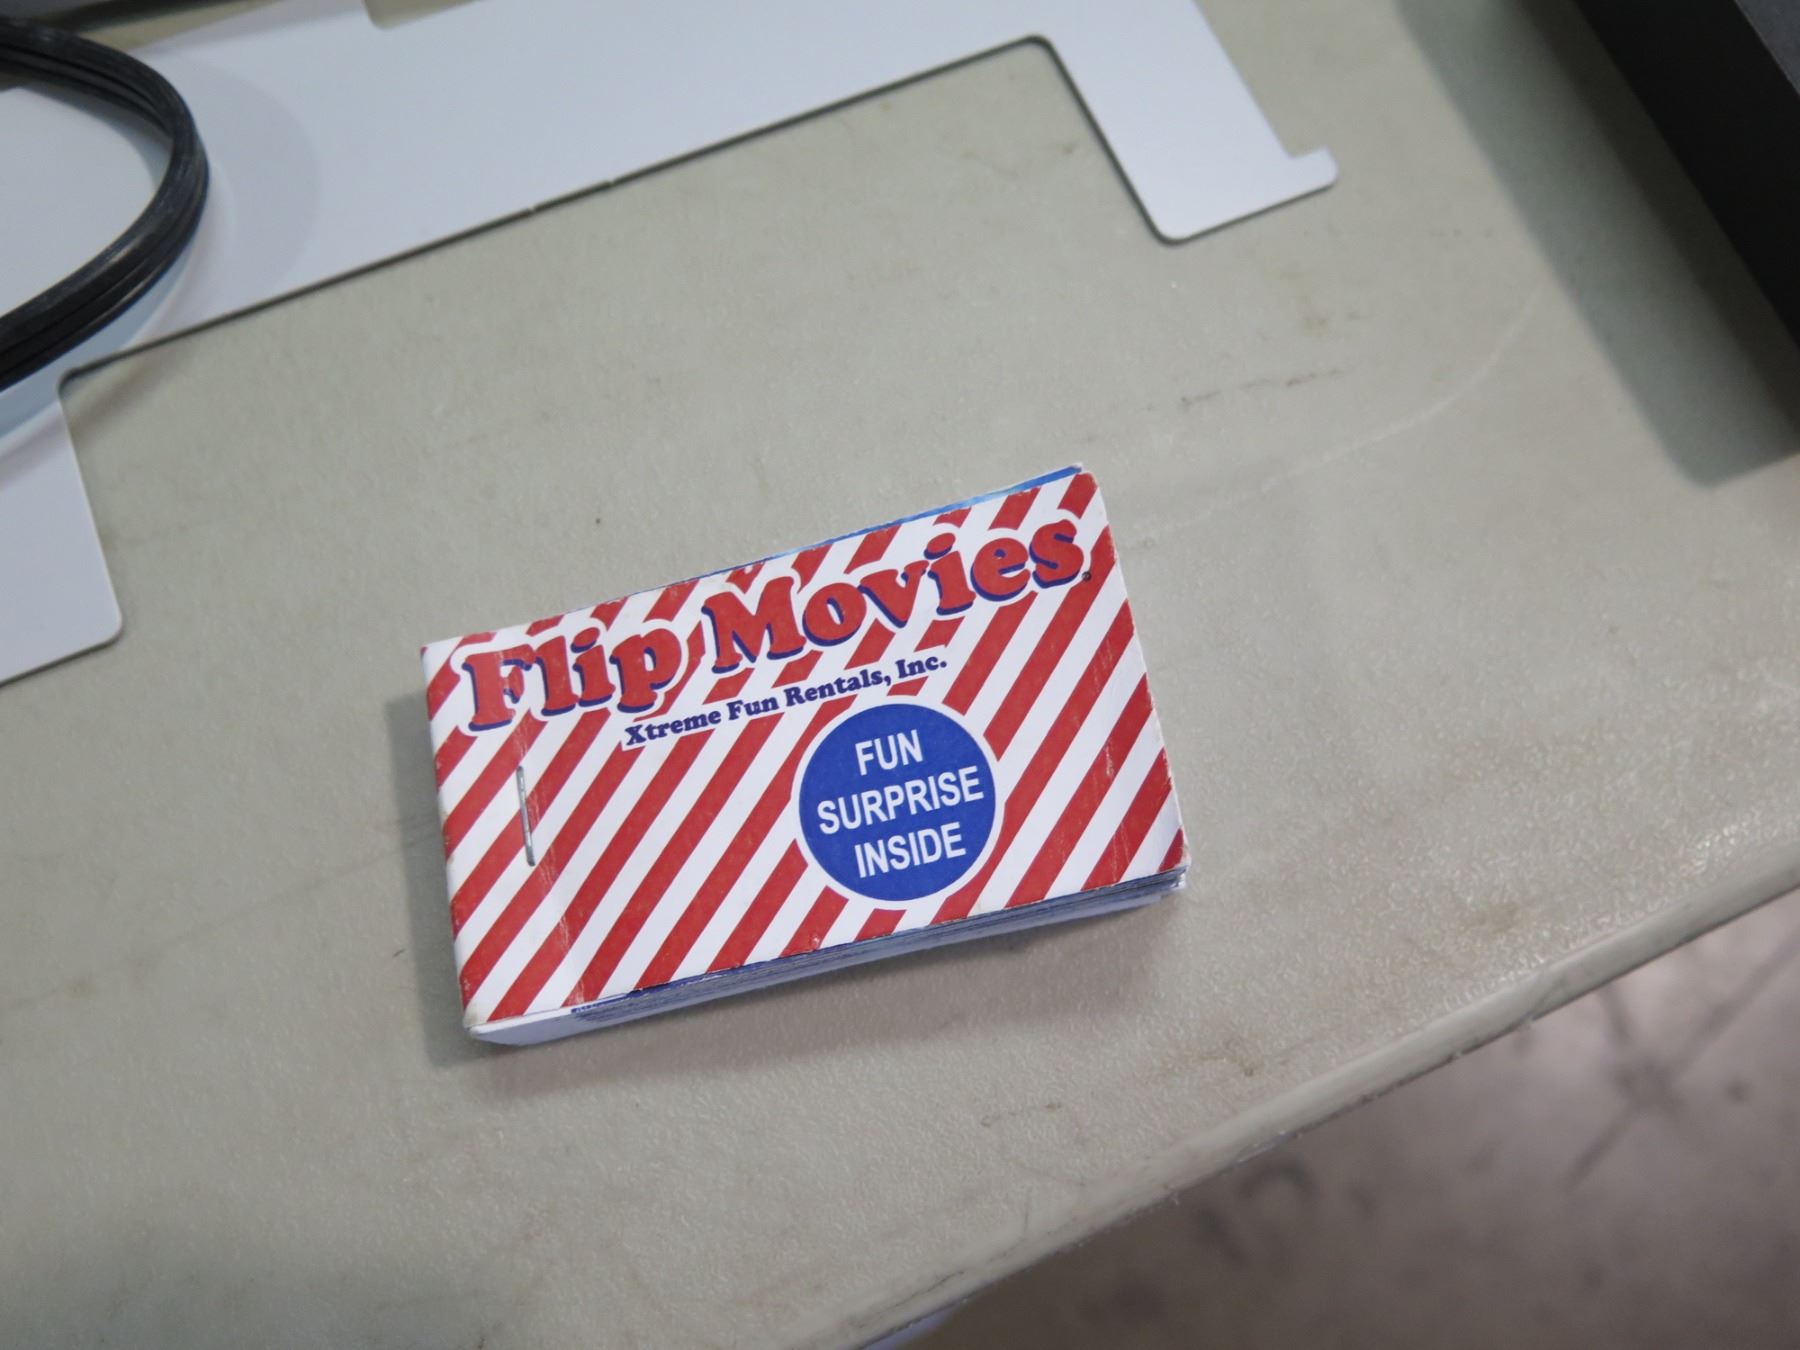 Flip Movies®
Xtreme Fun Rentals, Inc.
FUN
SURPRISE
INSIDE